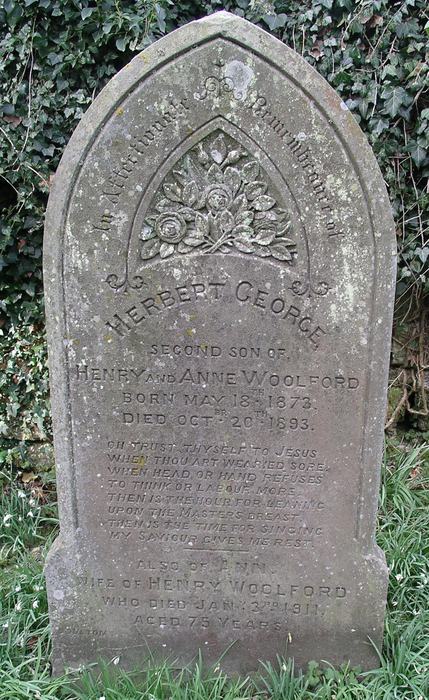 In Affectionate Remembrance of
HERBERT GEORGE,
SECOND SON OF,
HENRY AND ANNE WOOLFORD
BORN MAY 18TH 1873.
DIED OCTBR 20TH 1893.
OH TRUST THYSELF TO JESUS
WHEN THOU ART WEARIED SORE,
WHEN HEAD OR HAND REFUSES
TO THINK OR LABOUR MORE.
THEN IS THE HOUR FOR LEANING
UPON THE MASTER'S BREAST
THEN IS THE TIME FOR SINGING
MY SAVIOUR GIVES ME REST.
ALSO OF ANN.
WIFE OF HENRY WOOLFORD
WHO DIED JAN 1911,
AGED 75 YEARS